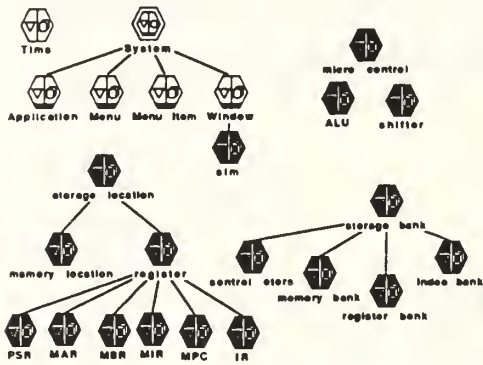 Time
System
micro control
Application Menu Menu Item Window
ALU shifter
sim
storage location
storage bank
memory location register
control store
memory bank
register bank
index bank
PSR MAR MBR MIR MPC IR